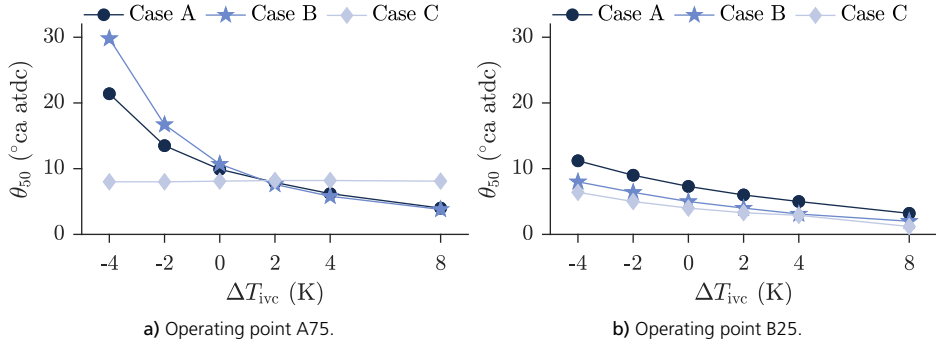 Case A Case B Case C
30
20
10
0
θ50 (°ca atdc)
-4 -2 0 2 4 8
ΔTivc (K)
a) Operating point A75.
Case A Case B Case C
30
20
10
0
θ50 (°ca atdc)
-4 -2 0 2 4 8
ΔTivc (K)
b) Operating point B25.